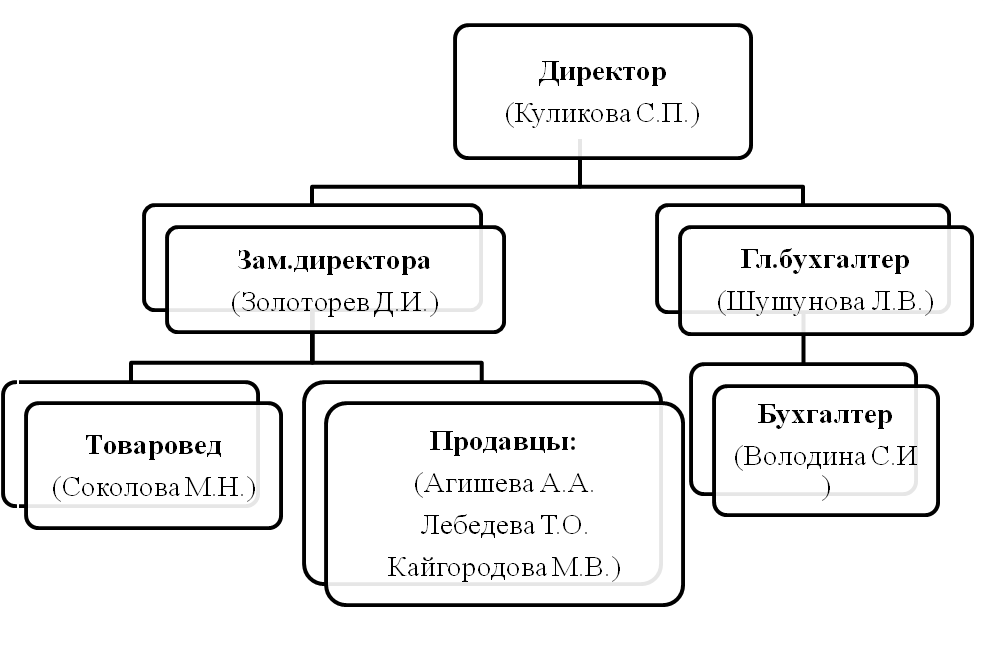 Директор
(Куликова С.П.)
Зам.директора
(Золоторев Д.И.)
Гл.бухгалтер
(Шушунова Л.В.)
Товаровед
(Соколова М.Н.)
Продавцы:
(Агишева А.А.
Лебедева Т.О.
Кайгородова М.В.)
Бухгалтер
(Володина С.И
)